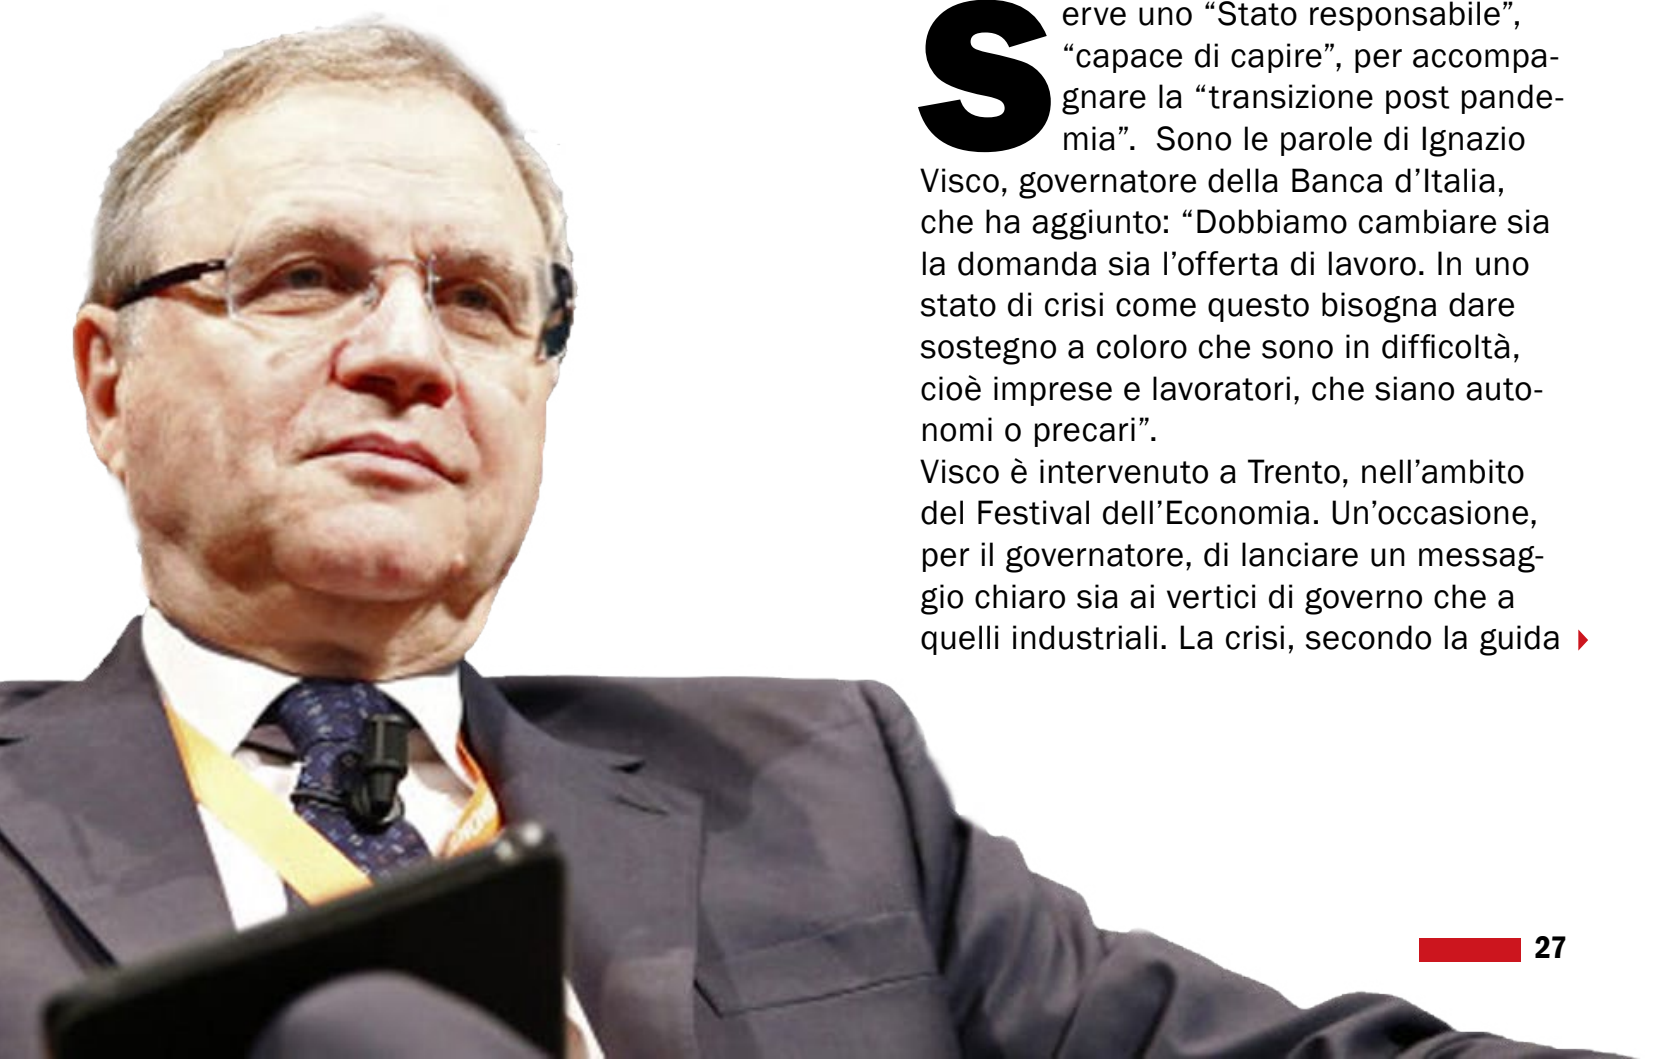 Serve uno “Stato responsabile”,
“capace di capire”, per accompa-
gnare la “transizione post pande-
mia”.  Sono le parole di Ignazio
Visco, governatore della Banca d’Italia,
che ha aggiunto: “Dobbiamo cambiare sia
la domanda sia l’offerta di lavoro. In uno
stato di crisi come questo bisogna dare
sostegno a coloro che sono in difficoltà,
cioè imprese e lavoratori, che siano auto-
nomi o precari”.
Visco è intervenuto a Trento, nell’ambito
del Festival dell’Economia. Un’occasione,
per il governatore, di lanciare un messag-
gio chiaro sia ai vertici di governo che a
quelli industriali. La crisi, secondo la guida
27